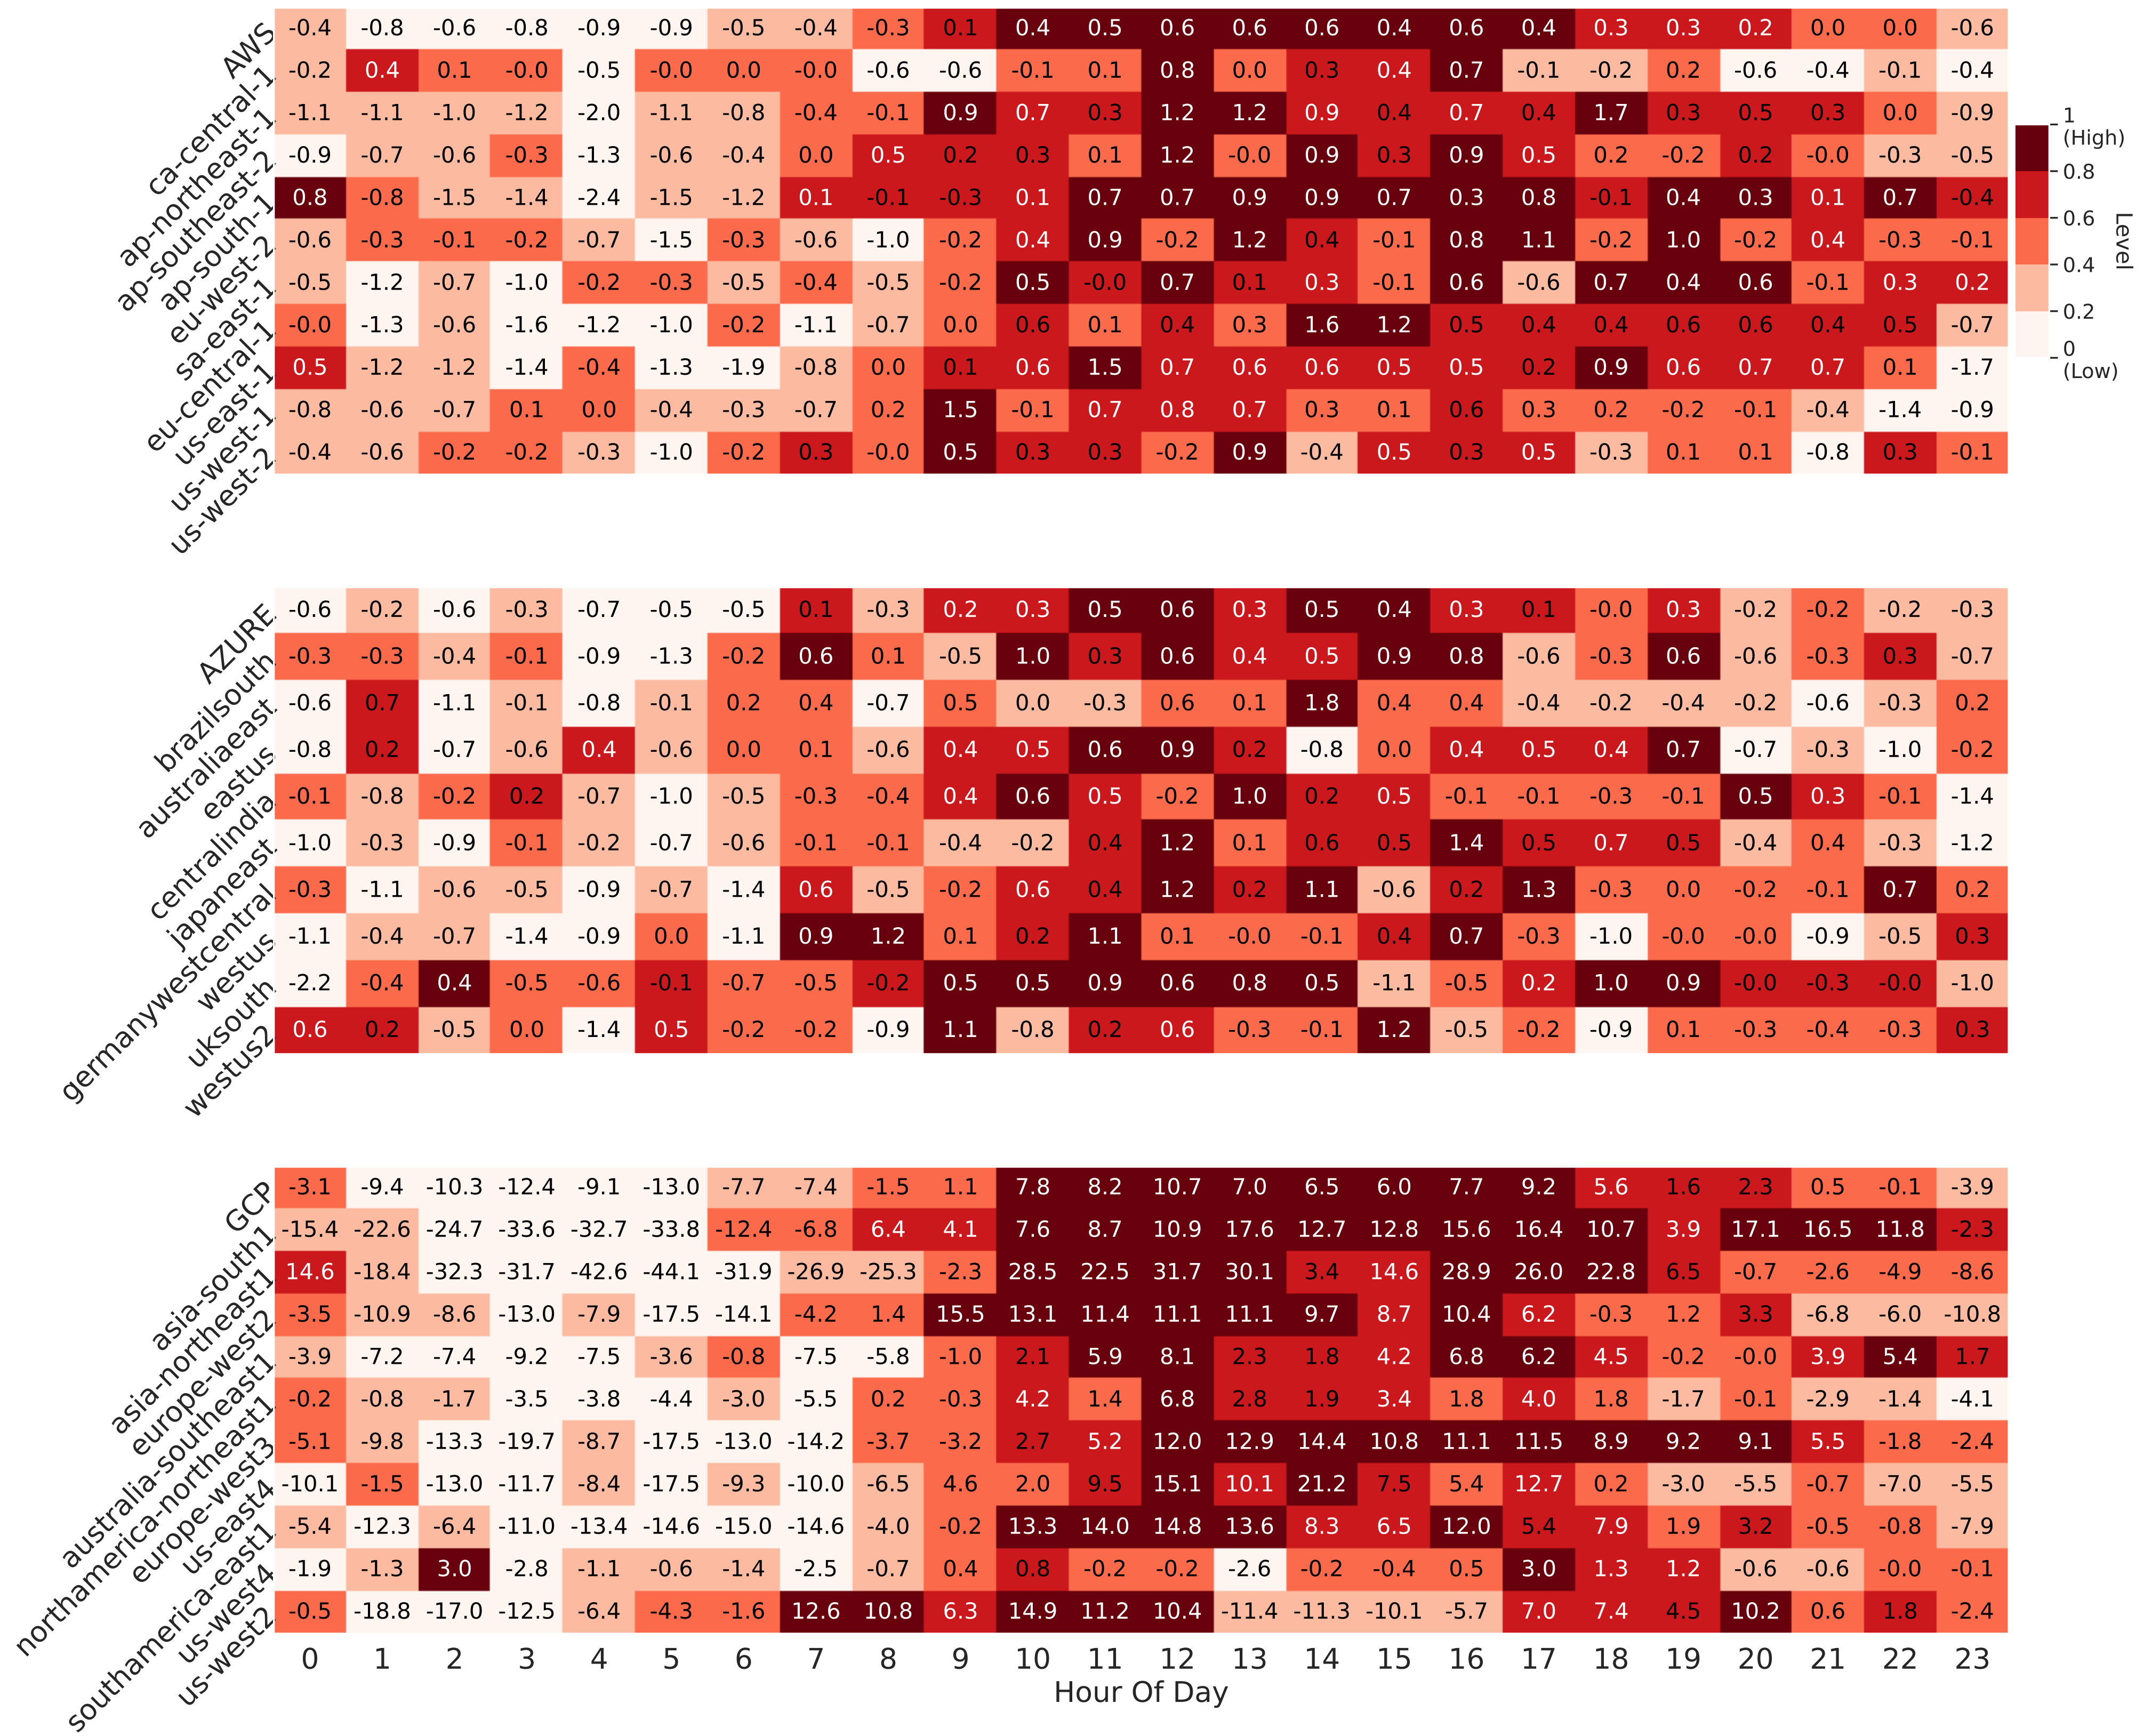 AWS -0.4 -0.8 -0.6 -0.8 -0.9 -0.9 -0.5 -0.4 -0.3 0.1 0.4 0.5 0.6 0.6 0.6 0.4 0.6 0.4 0.3 0.3 0.2 0.0 0.0 -0.6
ca-central-1 -0.2 0.4 0.1 -0.0 -0.5 -0.0 0.0 -0.0 -0.6 -0.6 -0.1 0.1 0.8 0.0 0.3 0.4 0.7 -0.1 -0.2 0.2 -0.6 -0.4 -0.1 -0.4
ap-northeast-1 -1.1 -1.1 -1.0 -1.2 -2.0 -1.1 -0.8 -0.4 -0.1 0.9 0.7 0.3 1.2 1.2 0.9 0.4 0.7 0.4 1.7 0.3 0.5 0.3 0.0 -0.9
ap-southeast-2 -0.9 -0.7 -0.6 -0.3 -1.3 -0.6 -0.4 0.0 0.5 0.2 0.3 0.1 1.2 -0.0 0.9 0.3 0.9 0.5 0.2 -0.2 0.2 -0.0 -0.3 -0.5
ap-south-1 0.8 -0.8 -1.5 -1.4 -2.4 -1.5 -1.2 0.1 -0.1 -0.3 0.1 0.7 0.7 0.9 0.9 0.7 0.3 0.8 -0.1 0.4 0.3 0.1 0.7 -0.4
eu-west-2 -0.6 -0.3 -0.1 -0.2 -0.7 -1.5 -0.3 -0.6 -1.0 -0.2 0.4 0.9 -0.2 1.2 0.4 -0.1 0.8 1.1 -0.2 1.0 -0.2 0.4 -0.3 -0.1
sa-east-1 -0.5 -1.2 -0.7 -1.0 -0.2 -0.3 -0.5 -0.4 -0.5 -0.2 0.5 -0.0 0.7 0.1 0.3 -0.1 0.6 -0.6 0.7 0.4 0.6 -0.1 0.3 0.2
eu-central-1 -0.0 -1.3 -0.6 -1.6 -1.2 -1.0 -0.2 -1.1 -0.7 0.0 0.6 0.1 0.4 0.3 1.6 1.2 0.5 0.4 0.4 0.6 0.6 0.4 0.5 -0.7
us-east-1 0.5 -1.2 -1.2 -1.4 -0.4 -1.3 -1.9 -0.8 0.0 0.1 0.6 1.5 0.7 0.6 0.6 0.5 0.5 0.2 0.9 0.6 0.7 0.7 0.1 -1.7
us-west-1 -0.8 -0.6 -0.7 0.1 0.0 -0.4 -0.3 -0.7 0.2 1.5 -0.1 0.7 0.8 0.7 0.3 0.1 0.6 0.3 0.2 -0.2 -0.1 -0.4 -1.4 -0.9
us-west-2 -0.4 -0.6 -0.2 -0.2 -0.3 -1.0 -0.2 0.3 -0.0 0.5 0.3 0.3 -0.2 0.9 -0.4 0.5 0.3 0.5 -0.3 0.1 0.1 -0.8 0.3 -0.1
1
(High)
0.8
0.6
0.4
0.2
0
(Low)
Level
AZURE -0.6 -0.2 -0.6 -0.3 -0.7 -0.5 -0.5 0.1 -0.3 0.2 0.3 0.5 0.6 0.3 0.5 0.4 0.3 0.1 -0.0 0.3 -0.2 -0.2 -0.2 -0.3
brazilsouth -0.3 -0.3 -0.4 -0.1 -0.9 -1.3 -0.2 0.6 0.1 -0.5 1.0 0.3 0.6 0.4 0.5 0.9 0.8 -0.6 -0.3 0.6 -0.6 -0.3 0.3 -0.7
australiaeast -0.6 0.7 -1.1 -0.1 -0.8 -0.1 0.2 0.4 -0.7 0.5 0.0 -0.3 0.6 0.1 1.8 0.4 0.4 -0.4 -0.2 -0.4 -0.2 -0.6 -0.3 0.2
eastus -0.8 0.2 -0.7 -0.6 0.4 -0.6 0.0 0.1 -0.6 0.4 0.5 0.6 0.9 0.2 -0.8 0.0 0.4 0.5 0.4 0.7 -0.7 -0.3 -1.0 -0.2
centralindia -0.1 -0.8 -0.2 0.2 -0.7 -1.0 -0.5 -0.3 -0.4 0.4 0.6 0.5 -0.2 1.0 0.2 0.5 -0.1 -0.1 -0.3 -0.1 0.5 0.3 -0.1 -1.4
japaneast -1.0 -0.3 -0.9 -0.1 -0.2 -0.7 -0.6 -0.1 -0.1 -0.4 -0.2 0.4 1.2 0.1 0.6 0.5 1.4 0.5 0.7 0.5 -0.4 0.4 -0.3 -1.2
germanywestcentral -0.3 -1.1 -0.6 -0.5 -0.9 -0.7 -1.4 0.6 -0.5 -0.2 0.6 0.4 1.2 0.2 1.1 -0.6 0.2 1.3 -0.3 0.0 -0.2 -0.1 0.7 0.2
westus -1.1 -0.4 -0.7 -1.4 -0.9 0.0 -1.1 0.9 1.2 0.1 0.2 1.1 0.1 -0.0 -0.1 0.4 0.7 -0.3 -1.0 -0.0 -0.0 -0.9 -0.5 0.3
uksouth -2.2 -0.4 0.4 -0.5 -0.6 -0.1 -0.7 -0.5 -0.2 0.5 0.5 0.9 0.6 0.8 0.5 -1.1 -0.5 0.2 1.0 0.9 -0.0 -0.3 -0.0 -1.0
westus2 0.6 0.2 -0.5 0.0 -1.4 0.5 -0.2 -0.2 -0.9 1.1 -0.8 0.2 0.6 -0.3 -0.1 1.2 -0.5 -0.2 -0.9 0.1 -0.3 -0.4 -0.3 0.3
GCP -3.1 -9.4 -10.3 -12.4 -9.1 -13.0 -7.7 -7.4 -1.5 1.1 7.8 8.2 10.7 7.0 6.5 6.0 7.7 9.2 5.6 1.6 2.3 0.5 -0.1 -3.9
asia-south1 -15.4 -22.6 -24.7 -33.6 -32.7 -33.8 -12.4 -6.8 6.4 4.1 7.6 8.7 10.9 17.6 12.7 12.8 15.6 16.4 10.7 3.9 17.1 16.5 11.8 -2.3
asia-northeast1 14.6 -18.4 -32.3 -31.7 -42.6 -44.1 -31.9 -26.9 -25.3 -2.3 28.5 22.5 31.7 30.1 3.4 14.6 28.9 26.0 22.8 6.5 -0.7 -2.6 -4.9 -8.6
europe-west2 -3.5 -10.9 -8.6 -13.0 -7.9 -17.5 -14.1 -4.2 1.4 15.5 13.1 11.4 11.1 11.1 9.7 8.7 10.4 6.2 -0.3 1.2 3.3 -6.8 -6.0 -10.8
australia-southeast1 -3.9 -7.2 -7.4 -9.2 -7.5 -3.6 -0.8 -7.5 -5.8 -1.0 2.1 5.9 8.1 2.3 1.8 4.2 6.8 6.2 4.5 -0.2 -0.0 3.9 5.4 1.7
northamerica-northeast1 -0.2 -0.8 -1.7 -3.5 -3.8 -4.4 -3.0 -5.5 0.2 -0.3 4.2 1.4 6.8 2.8 1.9 3.4 1.8 4.0 1.8 -1.7 -0.1 -2.9 -1.4 -4.1
europe-west3 -5.1 -9.8 -13.3 -19.7 -8.7 -17.5 -13.0 -14.2 -3.7 -3.2 2.7 5.2 12.0 12.9 14.4 10.8 11.1 11.5 8.9 9.2 9.1 5.5 -1.8 -2.4
us-east4 -10.1 -1.5 -13.0 -11.7 -8.4 -17.5 -9.3 -10.0 -6.5 4.6 2.0 9.5 15.1 10.1 21.2 7.5 5.4 12.7 0.2 -3.0 -5.5 -0.7 -7.0 -5.5
southamerica-east1 -5.4 -12.3 -6.4 -11.0 -13.4 -14.6 -15.0 -14.6 -4.0 -0.2 13.3 14.0 14.8 13.6 8.3 6.5 12.0 5.4 7.9 1.9 3.2 -0.5 -0.8 -7.9
us-west4 -1.9 -1.3 3.0 -2.8 -1.1 -0.6 -1.4 -2.5 -0.7 0.4 0.8 -0.2 -0.2 -2.6 -0.2 -0.4 0.5 3.0 1.3 1.2 -0.6 -0.6 -0.0 -0.1
us-west2 -0.5 -18.8 -17.0 -12.5 -6.4 -4.3 -1.6 12.6 10.8 6.3 14.9 11.2 10.4 -11.4 -11.3 -10.1 -5.7 7.0 7.4 4.5 10.2 0.6 1.8 -2.4
0 1 2 3 4 5 6 7 8 9 10 11 12 13 14 15 16 17 18 19 20 21 22 23
Hour Of Day